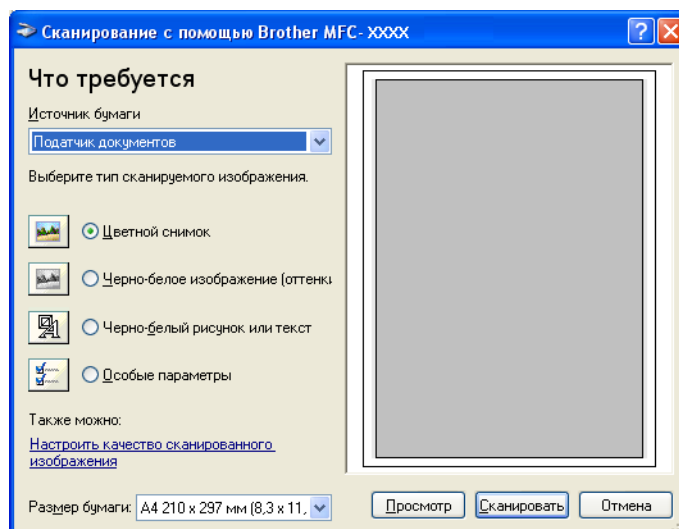 Сканирование с помощью Brother MFC- XXXX
Что требуется
Источник бумаги
Податчик документов
Выберите тип сканируемого изображения.
Цветной снимок
Черно-белое изображение (оттенки
Черно-белый рисунок или текст
Особые параметры
Также можно:
Настроить качество сканированного
изображения
Размер бумаги: A4 210 x 297 мм (8,3 x 11,
Просмотр Сканировать Отмена